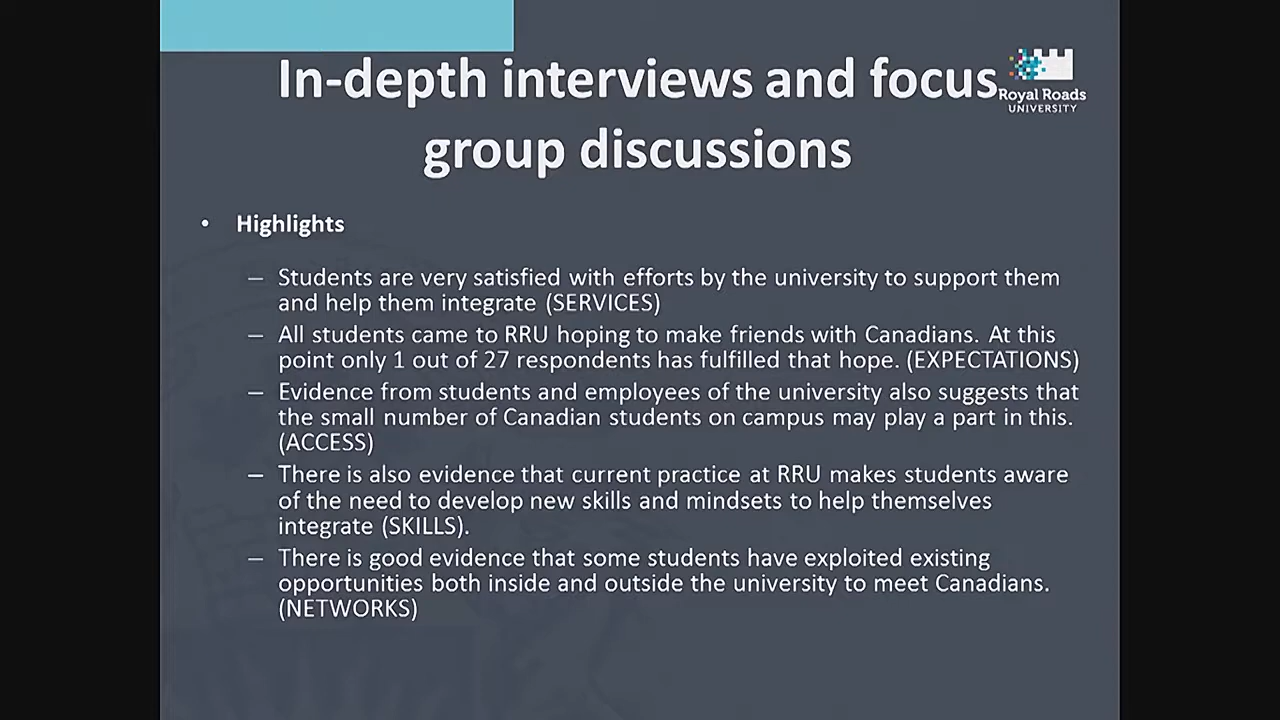 In-depth interviews and focus
group discussions
Royal Roads
UNIVERSITY
• Highlights
– Students are very satisfied with efforts by the university to support them
and help them integrate (SERVICES)
– All students came to RRU hoping to make friends with Canadians. At this
point only 1 out of 27 respondents has fulfilled that hope. (EXPECTATIONS)
– Evidence from students and employees of the university also suggests that
the small number of Canadian students on campus may play a part in this.
(ACCESS)
– There is also evidence that current practice at RRU makes students aware
of the need to develop new skills and mindsets to help themselves
integrate (SKILLS).
– There is good evidence that some students have exploited existing
opportunities both inside and outside the university to meet Canadians.
(NETWORKS)